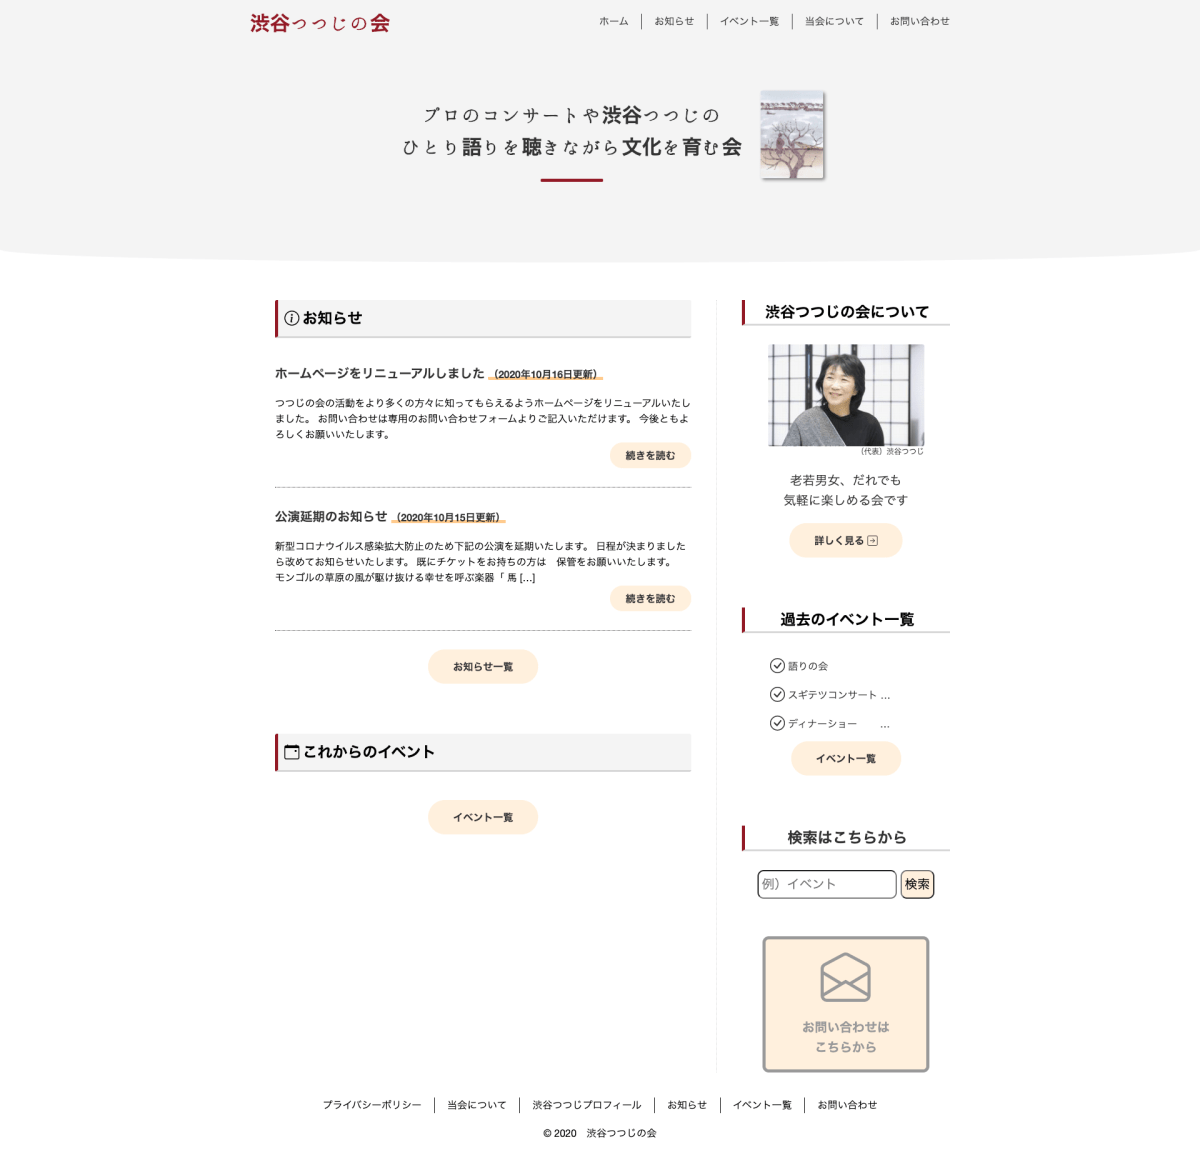 渋谷つつじの会
ホーム
お知らせ
イベント一覧
当会について
お問い合わせ
プロのコンサートや渋谷つつじの
ひとり語りを聴きながら文化を育む会
お知らせ
ホームページをリニューアルしました （2020年10月16日更新）
つつじの会の活動をより多くの方々に知ってもらえるようホームページをリニューアルいたし
ました。 お問い合わせは専用のお問い合わせフォームよりご記入いただけます。 今後ともよ
ろしくお願いいたします。
続きを読む
公演延期のお知らせ （2020年10月15日更新）
新型コロナウイルス感染拡大防止のため下記の公演を延期いたします。 日程が決まりました
ら改めてお知らせいたします。 既にチケットをお持ちの方は　保管をお願いいたします。
モンゴルの草原の風が駆け抜ける幸せを呼ぶ楽器「 馬 [...]
続きを読む
お知らせ一覧
これからのイベント
イベント一覧
渋谷つつじの会について
（代表）渋谷つつじ
老若男女、だれでも
気軽に楽しめる会です
詳しく見る
過去のイベント一覧
語りの会
スギテツコンサート ...
ディナーショー　　...
イベント一覧
検索はこちらから
例）イベント
検索
お問い合わせは
こちらから
プライバシーポリシー
当会について
渋谷つつじプロフィール
お知らせ
イベント一覧
お問い合わせ
© 2020　渋谷つつじの会